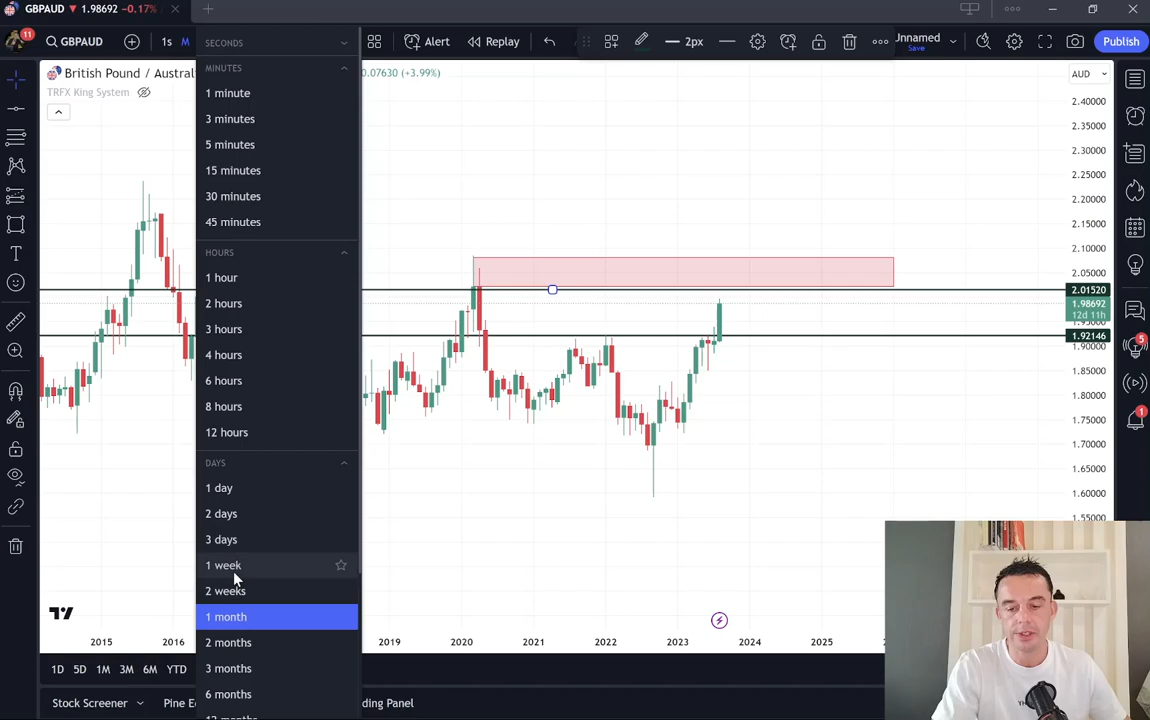 GBPAUD ▼ 1.98692 −0.17%
11
GBPAUD
1s
M
Alert
Replay
2px
Unnamed
Save
Publish
British Pound / Austral
0.07630 (+3.99%)
TRFX King System
AUD
SECONDS
MINUTES
1 minute
3 minutes
5 minutes
15 minutes
30 minutes
45 minutes
HOURS
1 hour
2 hours
3 hours
4 hours
6 hours
8 hours
12 hours
DAYS
1 day
2 days
3 days
1 week
2 weeks
1 month
2 months
3 months
6 months
12 months
2.40000
2.35000
2.30000
2.25000
2.20000
2.15000
2.10000
2.05000
2.01520
1.98692
12d 11h
1.92146
1.90000
1.85000
1.80000
1.75000
1.70000
1.65000
1.60000
1.55000
5
1
2015
2016
2019
2020
2021
2022
2023
2024
2025
1D
5D
1M
3M
6M
YTD
Stock Screener
Pine E
ding Panel